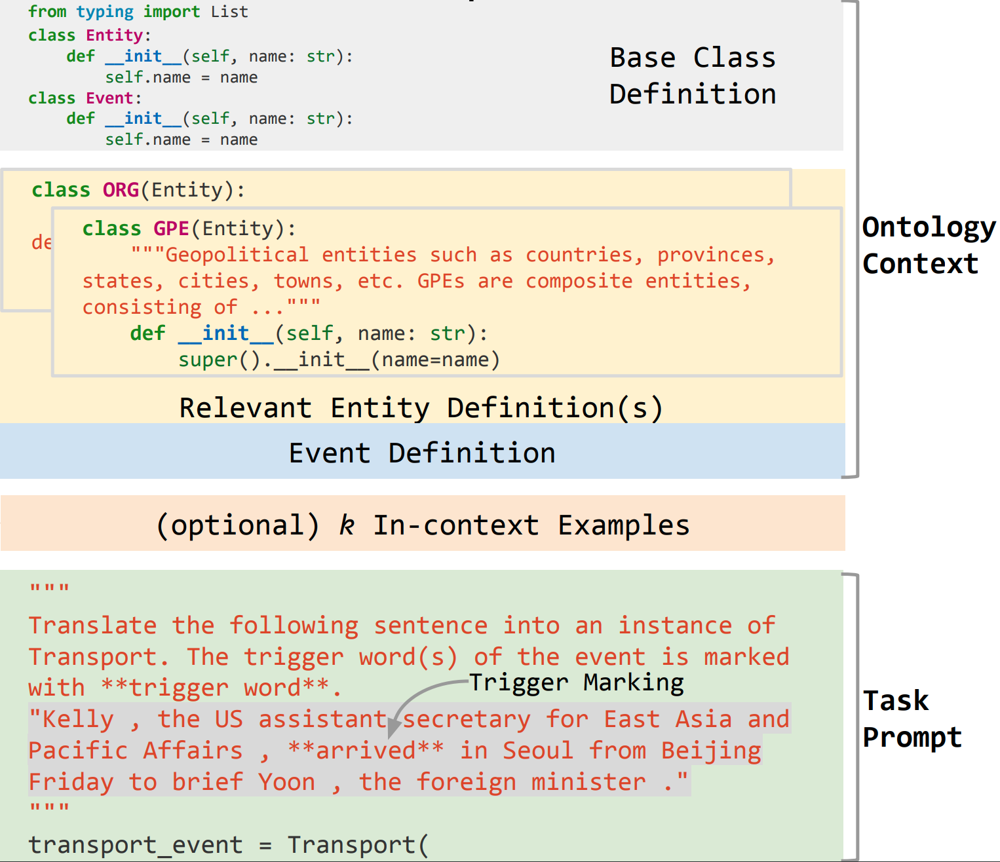 from typing import List
class Entity:
    def __init__(self, name: str):
        self.name = name
class Event:
    def __init__(self, name: str):
        self.name = name
Base Class
Definition
class ORG(Entity):
de
class GPE(Entity):
    """Geopolitical entities such as countries, provinces,
states, cities, towns, etc. GPEs are composite entities,
consisting of ..."""
    def __init__(self, name: str):
        super().__init__(name=name)
Relevant Entity Definition(s)
Event Definition
Ontology
Context
(optional) k In-context Examples
"""
Translate the following sentence into an instance of
Transport. The trigger word(s) of the event is marked
with **trigger word**.
Trigger Marking
"Kelly , the US assistant secretary for East Asia and
Pacific Affairs , **arrived** in Seoul from Beijing
Friday to brief Yoon , the foreign minister ."
"""
transport_event = Transport(
Task
Prompt